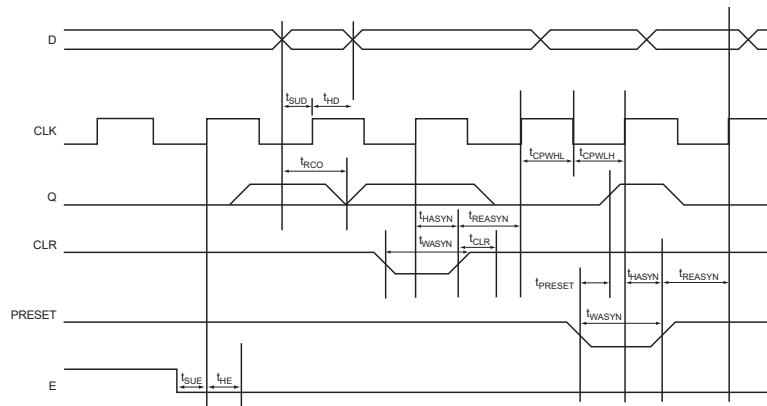 D
tSUD
tHD
CLK
tCPWHL
tCPWLH
tRCO
Q
tHASYN
tREASYN
tWASYN
tCLR
CLR
tPRESET
tHASYN
tREASYN
PRESET
tWASYN
tSUE
tHE
E